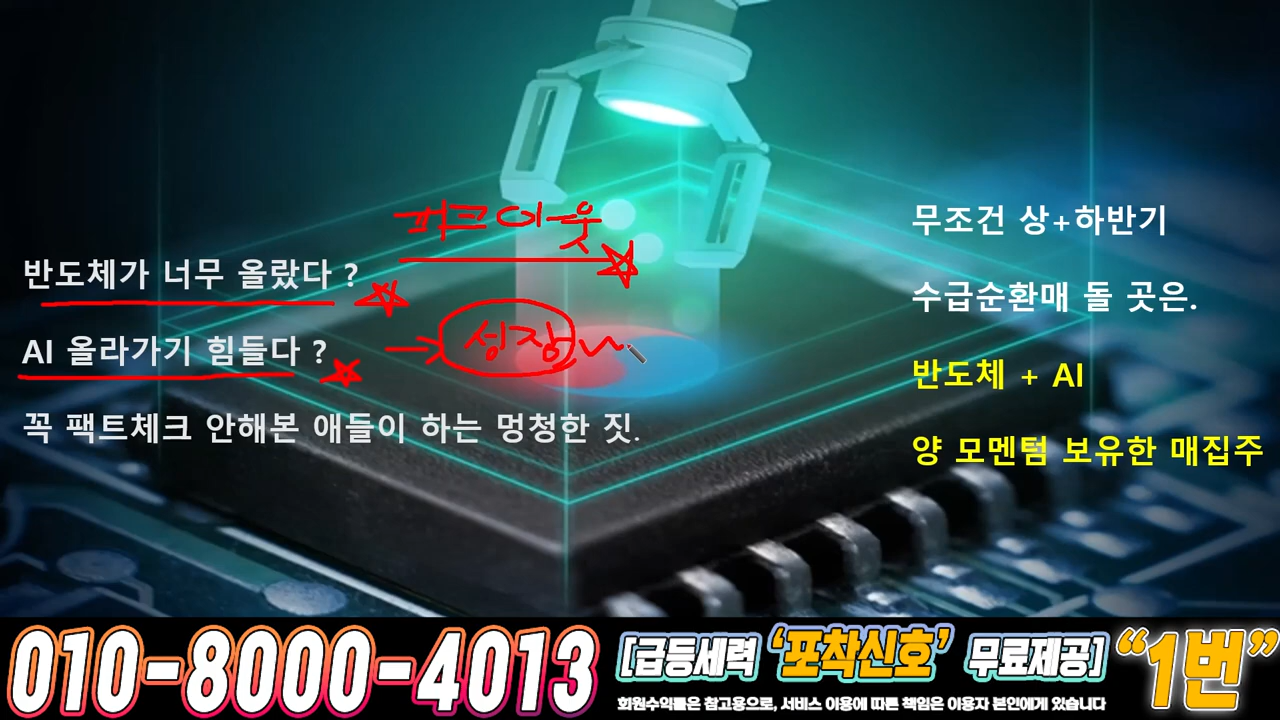 피크아웃
반도체가 너무 올랐다 ?
AI 올라가기 힘들다 ?
성장
꼭 팩트체크 안해본 애들이 하는 멍청한 짓.
무조건 상+하반기
수급순환매 돌 곳은.
반도체 + AI
양 모멘텀 보유한 매집주
010-8000-4013
[급등세력 '포착신호' 무료제공] "1번"
회원수익률은 참고용으로, 서비스 이용에 따른 책임은 이용자 본인에게 있습니다